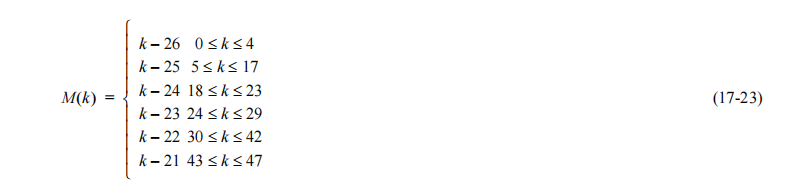 k – 26 0 ≤ k ≤ 4
k – 25 5 ≤ k ≤ 17
M(k) = k – 24 18 ≤ k ≤ 23 (17-23)
k – 23 24 ≤ k ≤ 29
k – 22 30 ≤ k ≤ 42
k – 21 43 ≤ k ≤ 47